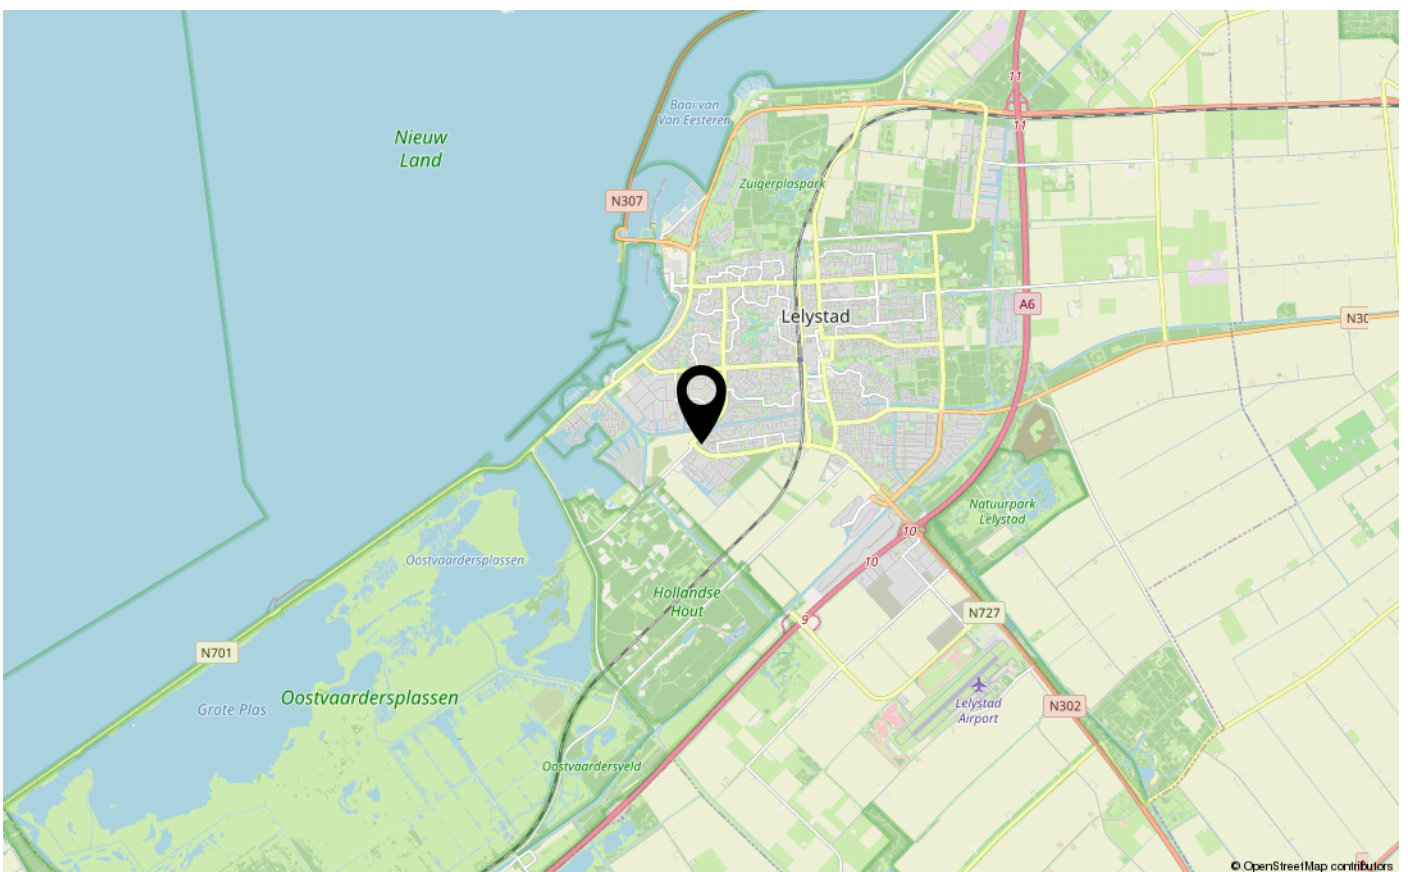 11
Baai van
Van Eesteren
11
Nieuw
Land
Zuigerplaspark
N307
A6
Lelystad
N30
Natuurpark
Lelystad
10
Oostvaardersplassen
10
Hollandse
Hout
N727
9
N701
Oostvaardersplassen
Grote Plas
Lelystad
Airport
N302
Oostvaardersveld
© OpenStreetMap contributors